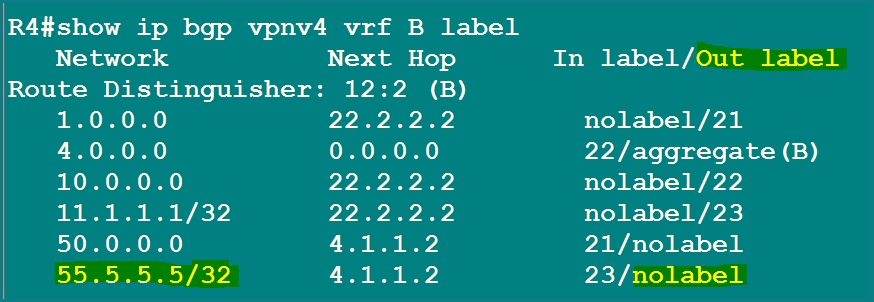 R4#show ip bgp vpnv4 vrf B label
Network Next Hop In label/Out label
Route Distinguisher: 12:2 (B)
1.0.0.0 22.2.2.2 nolabel/21
4.0.0.0 0.0.0.0 22/aggregate(B)
10.0.0.0 22.2.2.2 nolabel/22
11.1.1.1/32 22.2.2.2 nolabel/23
50.0.0.0 4.1.1.2 21/nolabel
55.5.5.5/32 4.1.1.2 23/nolabel